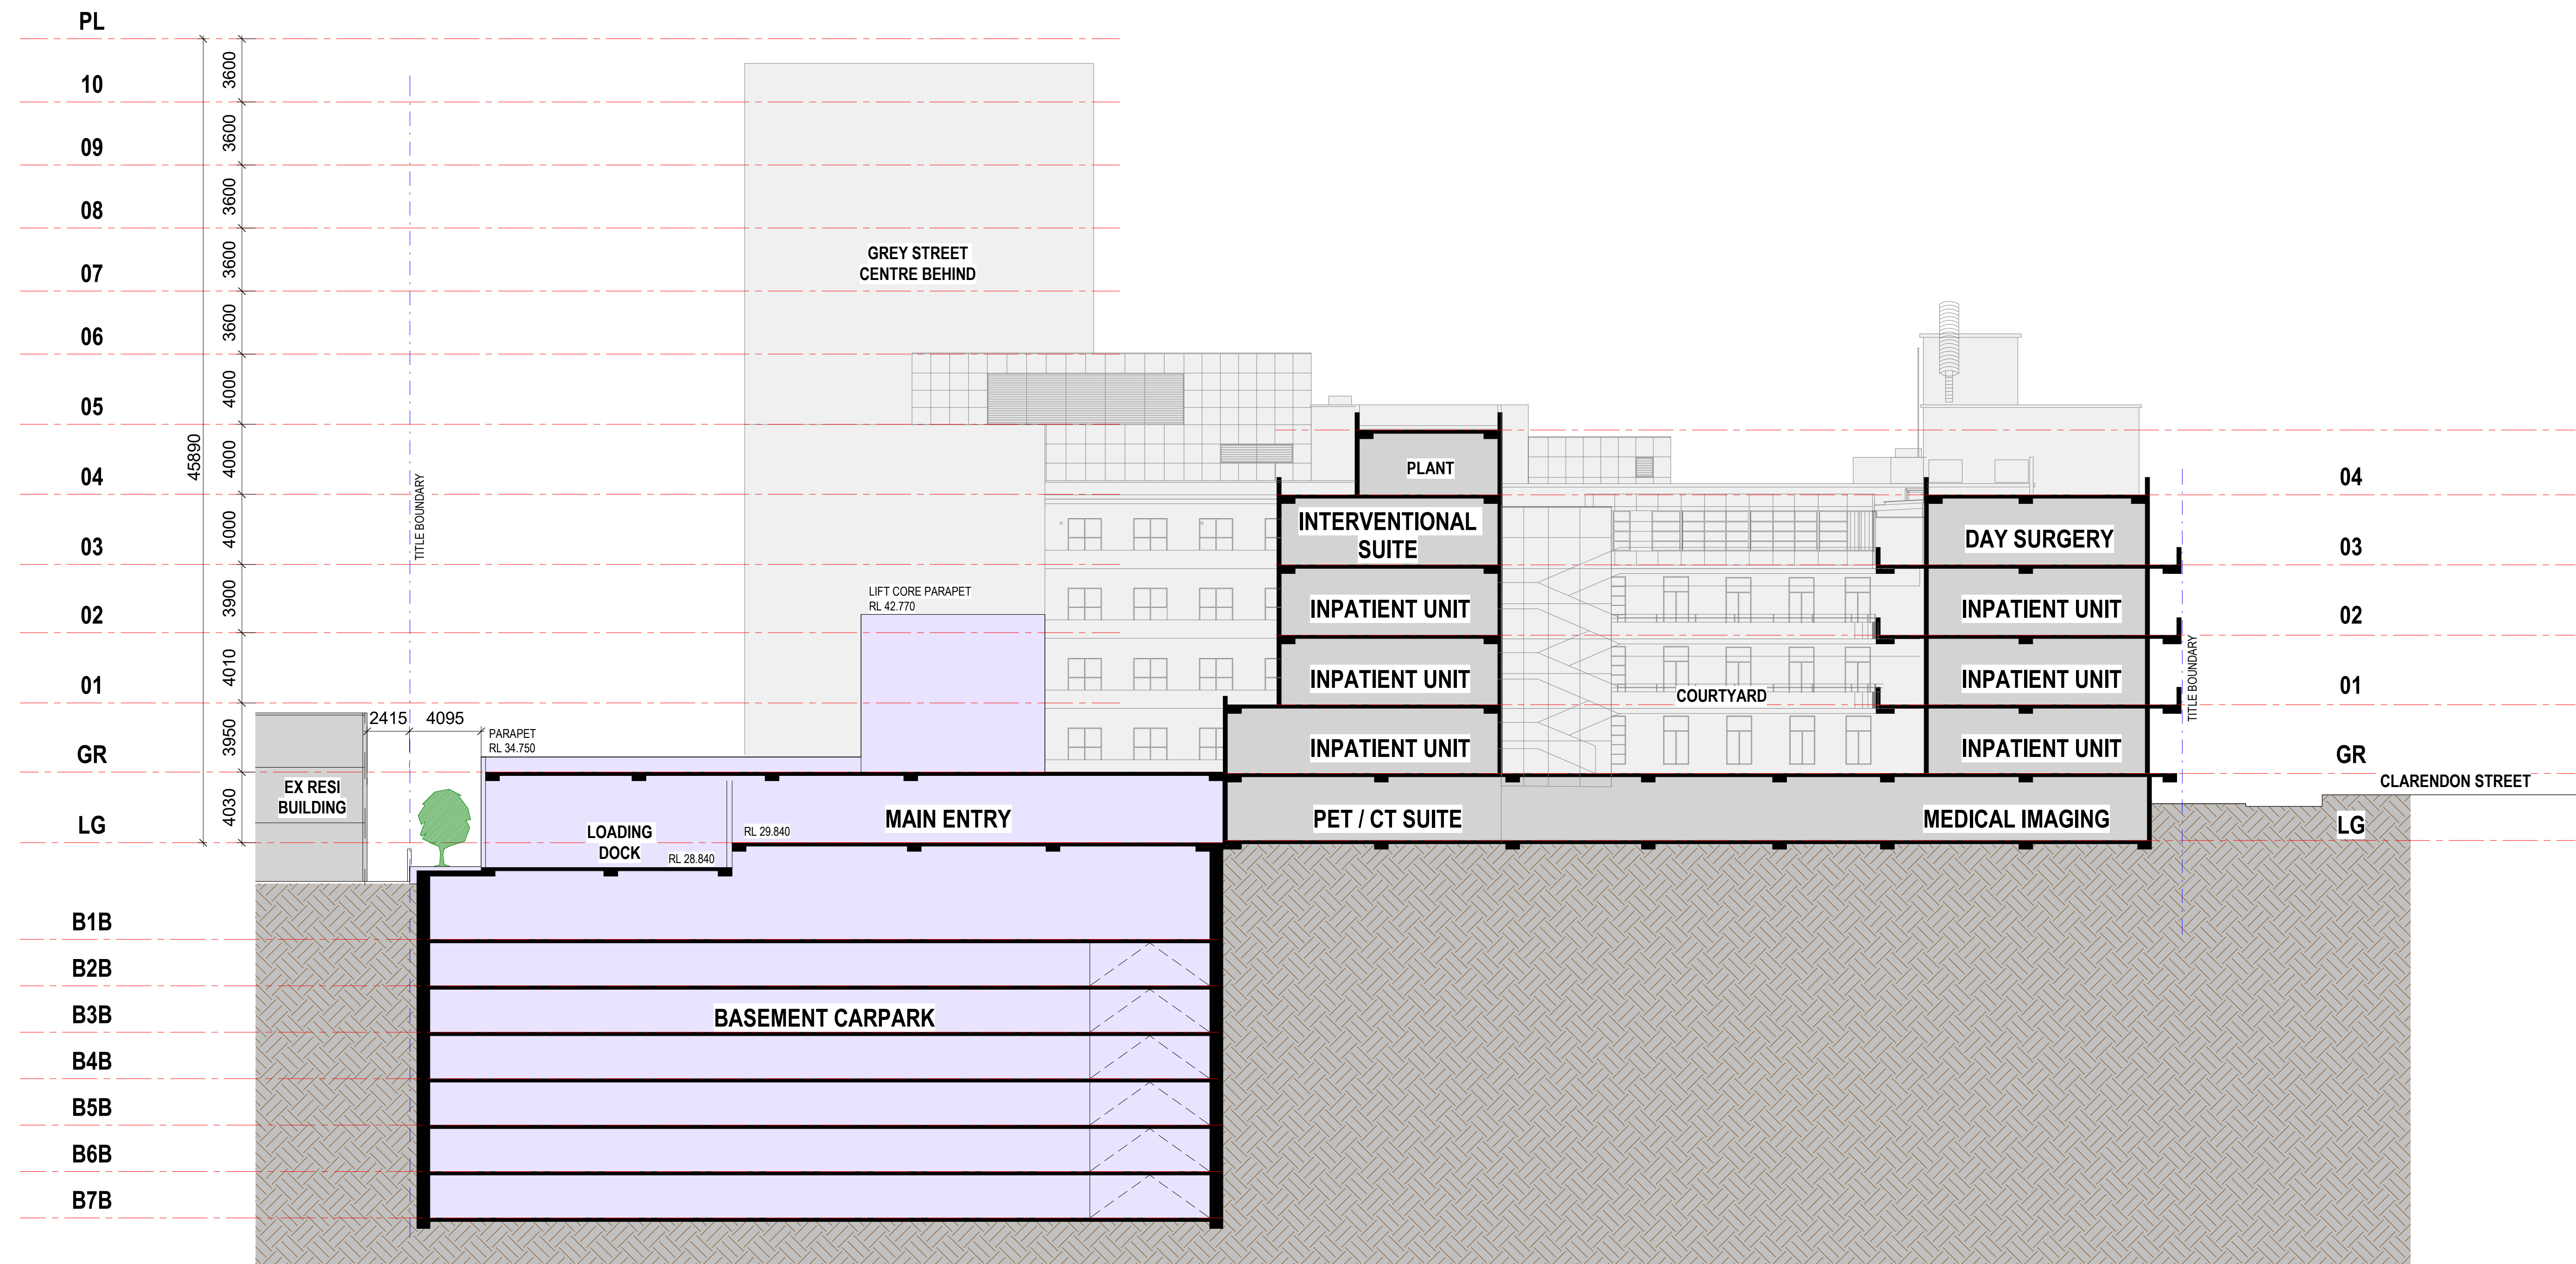 PL
10
09
08
07
06
05
04
03
02
01
GR
LG
B1B
B2B
B3B
B4B
B5B
B6B
B7B
45890
3600
3600
3600
3600
3600
4000
4000
4000
3900
4010
3950
4030
TITLE BOUNDARY
2415
4095
PARAPET
RL 34.750
EX RESI
BUILDING
GREY STREET
CENTRE BEHIND
LIFT CORE PARAPET
RL 42.770
LOADING
DOCK
RL 28.840
RL 29.840
MAIN ENTRY
BASEMENT CARPARK
PLANT
INTERVENTIONAL
SUITE
INPATIENT UNIT
INPATIENT UNIT
INPATIENT UNIT
PET / CT SUITE
COURTYARD
DAY SURGERY
INPATIENT UNIT
INPATIENT UNIT
INPATIENT UNIT
MEDICAL IMAGING
TITLE BOUNDARY
04
03
02
01
GR
CLARENDON STREET
LG